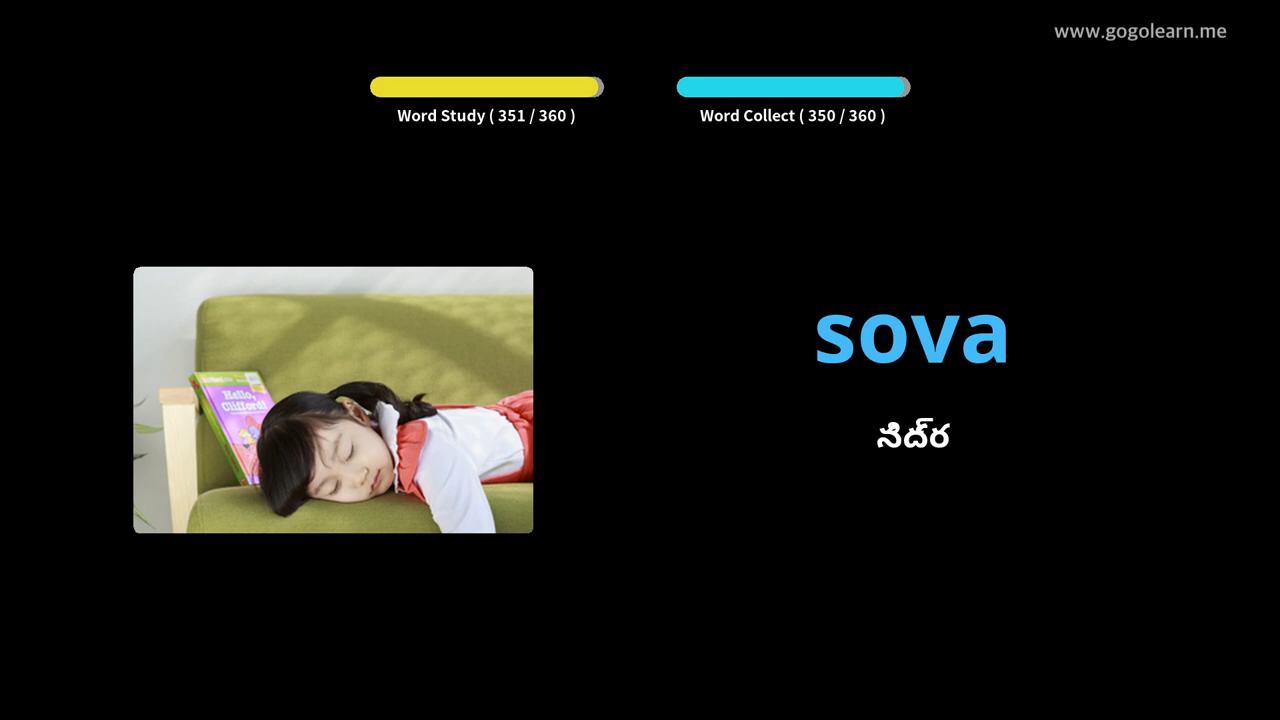 www.gogolearn.me
Word Study ( 351 / 360 )
Word Collect ( 350 / 360 )
Hello,
Clifford!
sova
నిద్ర